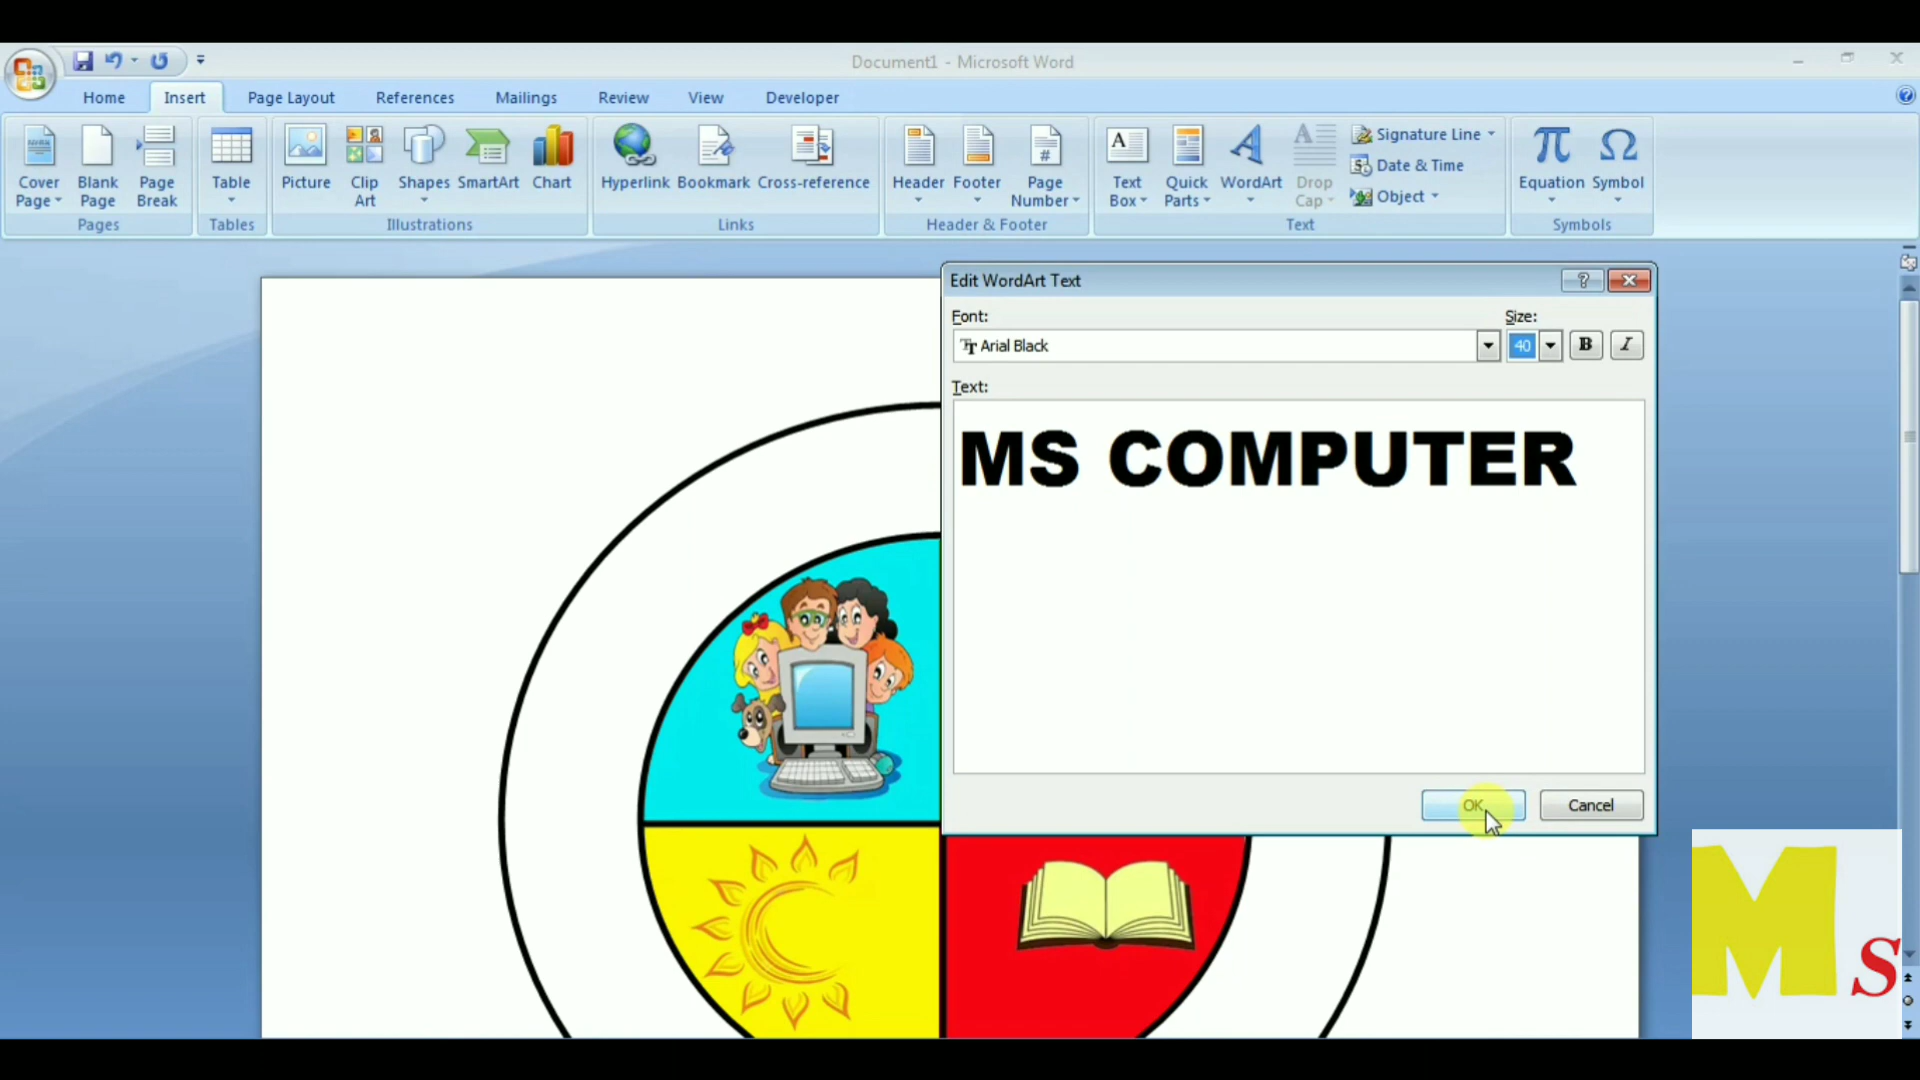 Document1 - Microsoft Word
Home Insert Page Layout References Mailings Review View Developer
Cover Page
Blank Page
Page Break
Table
Picture
Clip Art
Shapes
SmartArt
Chart
Hyperlink
Bookmark
Cross-reference
Header
Footer
Page Number
#
A
Text Box
Quick Parts
A
WordArt
A
Drop Cap
Signature Line
Date & Time
Object
π
Equation
Ω
Symbol
Pages Tables Illustrations Links Header & Footer Text Symbols
Edit WordArt Text
?
Font:
Size:
Arial Black
40
B
I
Text:
MS COMPUTER
OK
Cancel
Ms